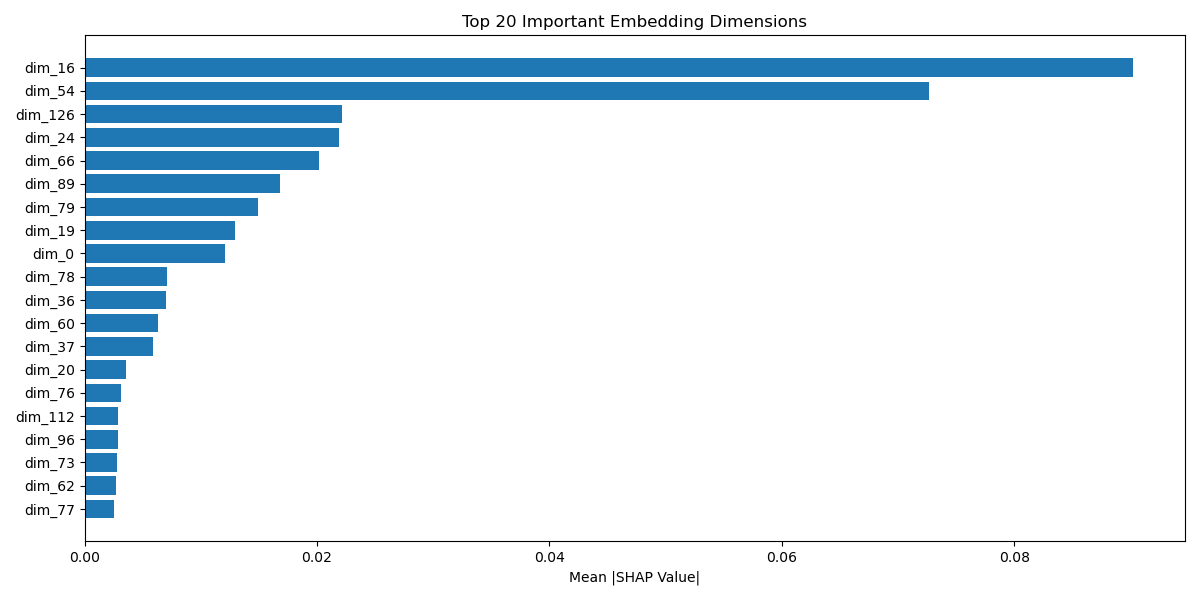 Top 20 Important Embedding Dimensions
dim_16
dim_54
dim_126
dim_24
dim_66
dim_89
dim_79
dim_19
dim_0
dim_78
dim_36
dim_60
dim_37
dim_20
dim_76
dim_112
dim_96
dim_73
dim_62
dim_77
0.00 0.02 0.04 0.06 0.08
Mean |SHAP Value|